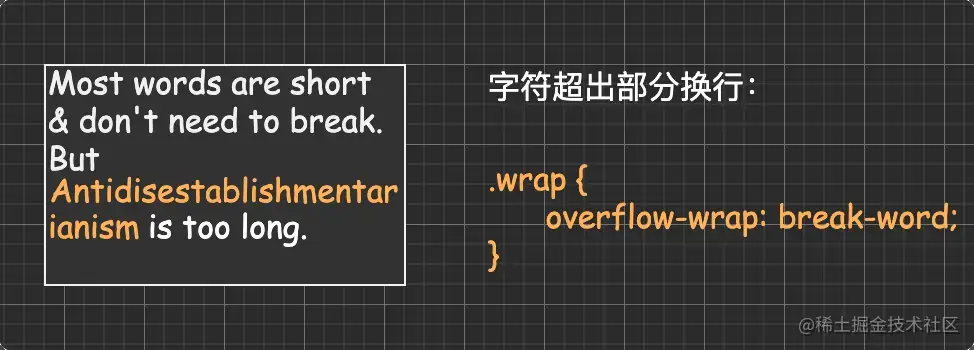 Most words are short
& don't need to break.
But
Antidisestablishmentar
ianism is too long.
字符超出部分换行：
.wrap {
overflow-wrap: break-word;
}
@稀土掘金技术社区